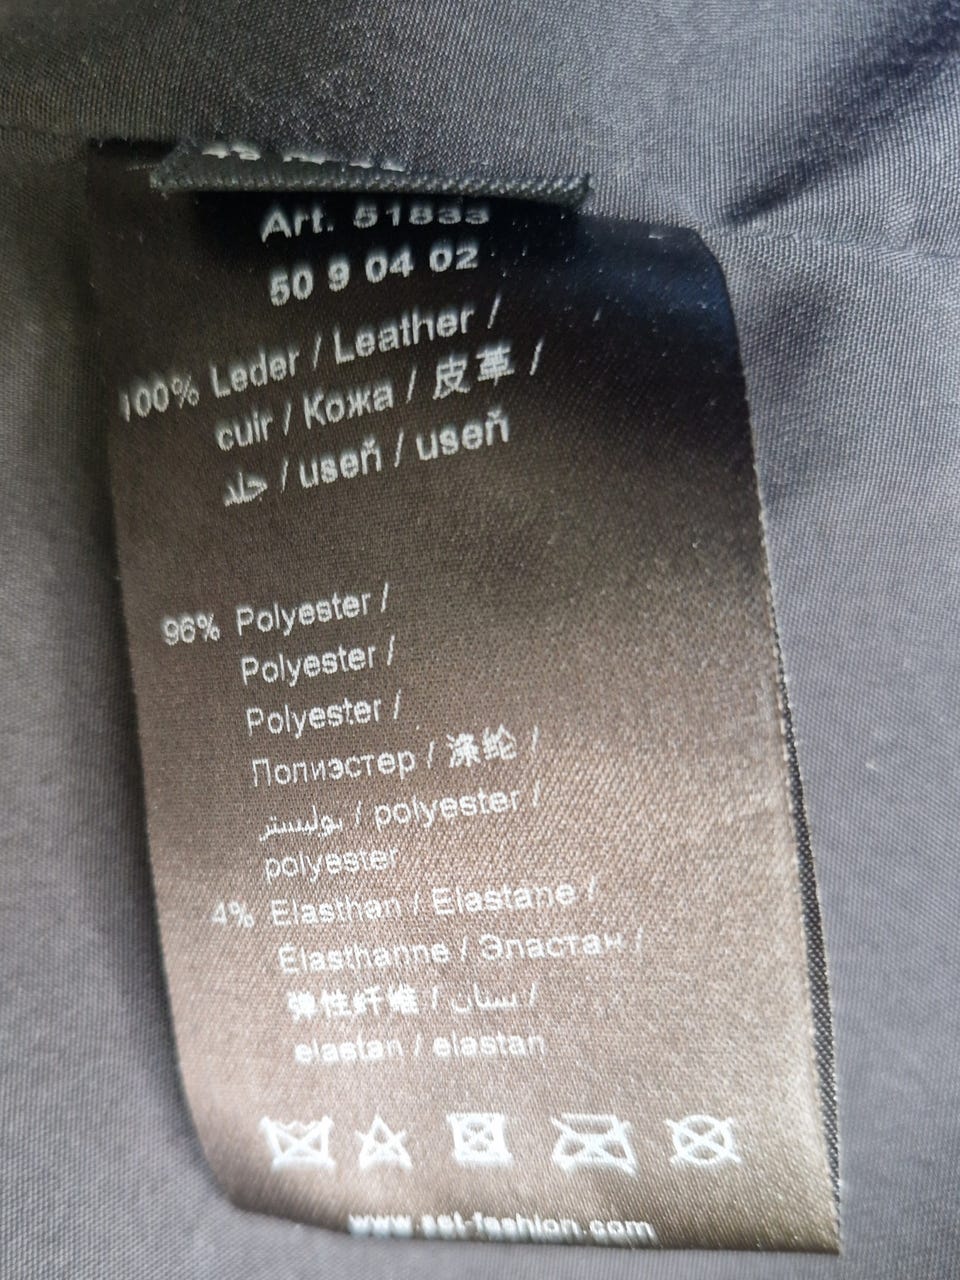 Art. 51833
50 9 04 02
100% Leder / Leather /
cuir / Кожа / 皮革 /
جلد / useň / useň
96% Polyester /
Polyester /
Polyester /
Полиэстер / 涤纶 /
بوليستر / polyester /
polyester
4% Elasthan / Elastane /
Élasthanne / Эластан /
弹性纤维 / /
elastan / elastan
www.set-fashion.com